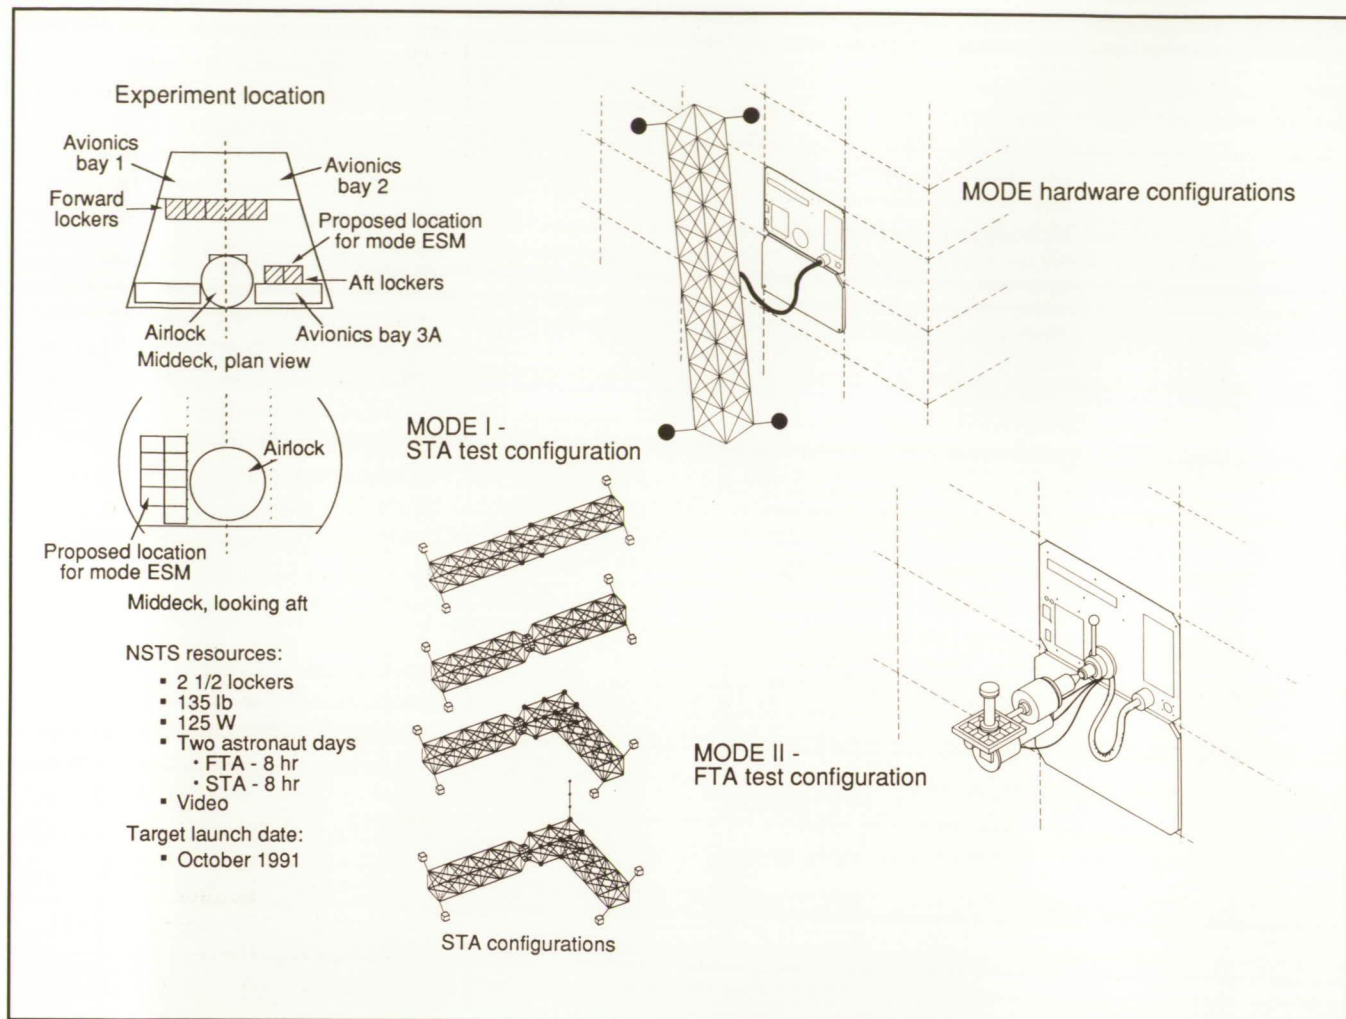 Experiment location
Avionics
bay 1
Avionics
bay 2
Forward
lockers
Proposed location
for mode ESM
Aft lockers
Airlock
Avionics bay 3A
Middeck, plan view
Airlock
Proposed location
for mode ESM
Middeck, looking aft
NSTS resources:
▪ 2 1/2 lockers
▪ 135 lb
▪ 125 W
▪ Two astronaut days
• FTA - 8 hr
• STA - 8 hr
▪ Video
Target launch date:
▪ October 1991
MODE I -
STA test configuration
STA configurations
MODE hardware configurations
MODE II -
FTA test configuration